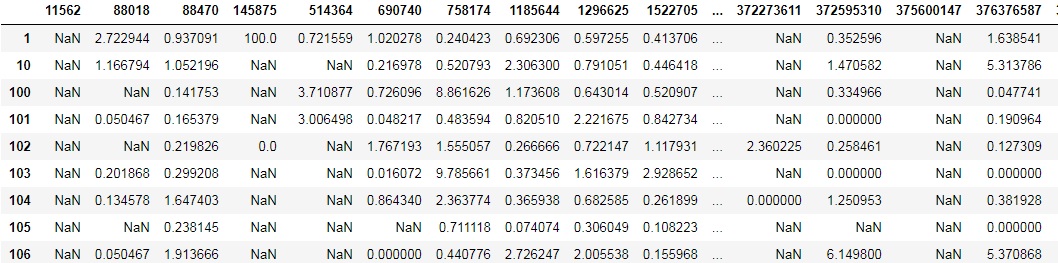 11562 88018 88470 145875 514364 690740 758174 1185644 1296625 1522705 ... 372273611 372595310 375600147 376376587
1 NaN 2.722944 0.937091 100.0 0.721559 1.020278 0.240423 0.692306 0.597255 0.413706 ... NaN 0.352596 NaN 1.638541
10 NaN 1.166794 1.052196 NaN NaN 0.216978 0.520793 2.306300 0.791051 0.446418 ... NaN 1.470582 NaN 5.313786
100 NaN NaN 0.141753 NaN 3.710877 0.726096 8.861626 1.173608 0.643014 0.520907 ... NaN 0.334966 NaN 0.047741
101 NaN 0.050467 0.165379 NaN 3.006498 0.048217 0.483594 0.820510 2.221675 0.842734 ... NaN 0.000000 NaN 0.190964
102 NaN NaN 0.219826 0.0 NaN 1.767193 1.555057 0.266666 0.722147 1.117931 ... 2.360225 0.258461 NaN 0.127309
103 NaN 0.201868 0.299208 NaN NaN 0.016072 9.785661 0.373456 1.616379 2.928652 ... NaN 0.000000 NaN 0.000000
104 NaN 0.134578 1.647403 NaN NaN 0.864340 2.363774 0.365938 0.682585 0.261899 ... 0.000000 1.250953 NaN 0.381928
105 NaN NaN 0.238145 NaN NaN NaN 0.711118 0.074074 0.306049 0.108223 ... NaN NaN NaN 0.000000
106 NaN 0.050467 1.913666 NaN NaN 0.000000 0.440776 2.726247 2.005538 0.155968 ... NaN 6.149800 NaN 5.370868